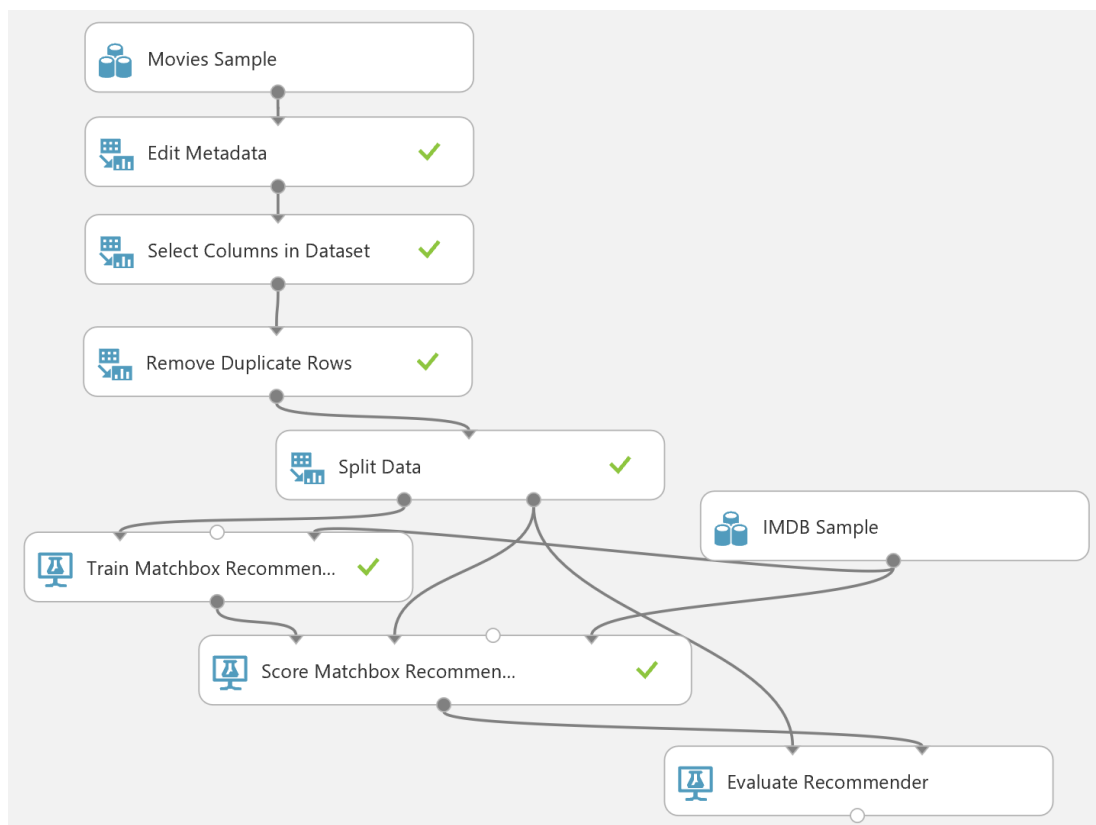 Movies Sample
Edit Metadata
Select Columns in Dataset
Remove Duplicate Rows
Split Data
IMDB Sample
Train Matchbox Recommen...
Score Matchbox Recommen...
Evaluate Recommender